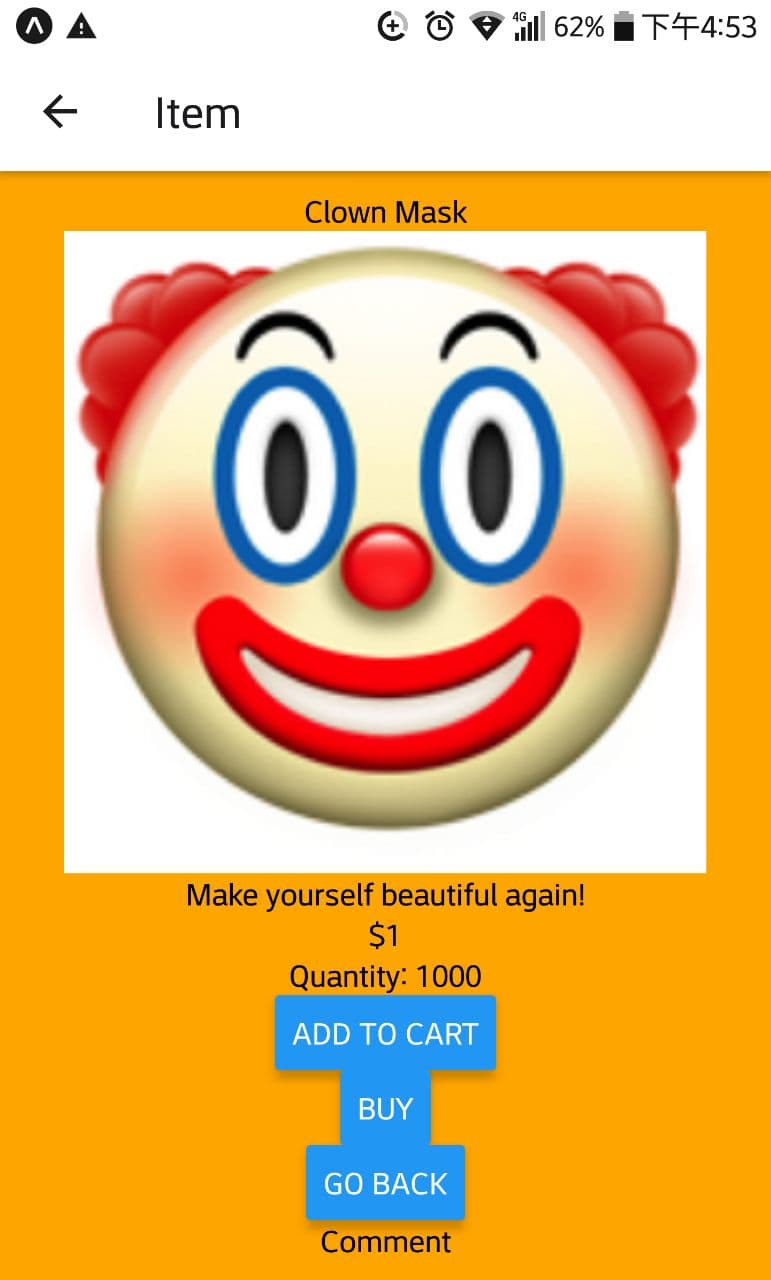 4G 62% 下午4:53
Item
Clown Mask
Make yourself beautiful again!
$1
Quantity: 1000
ADD TO CART
BUY
GO BACK
Comment